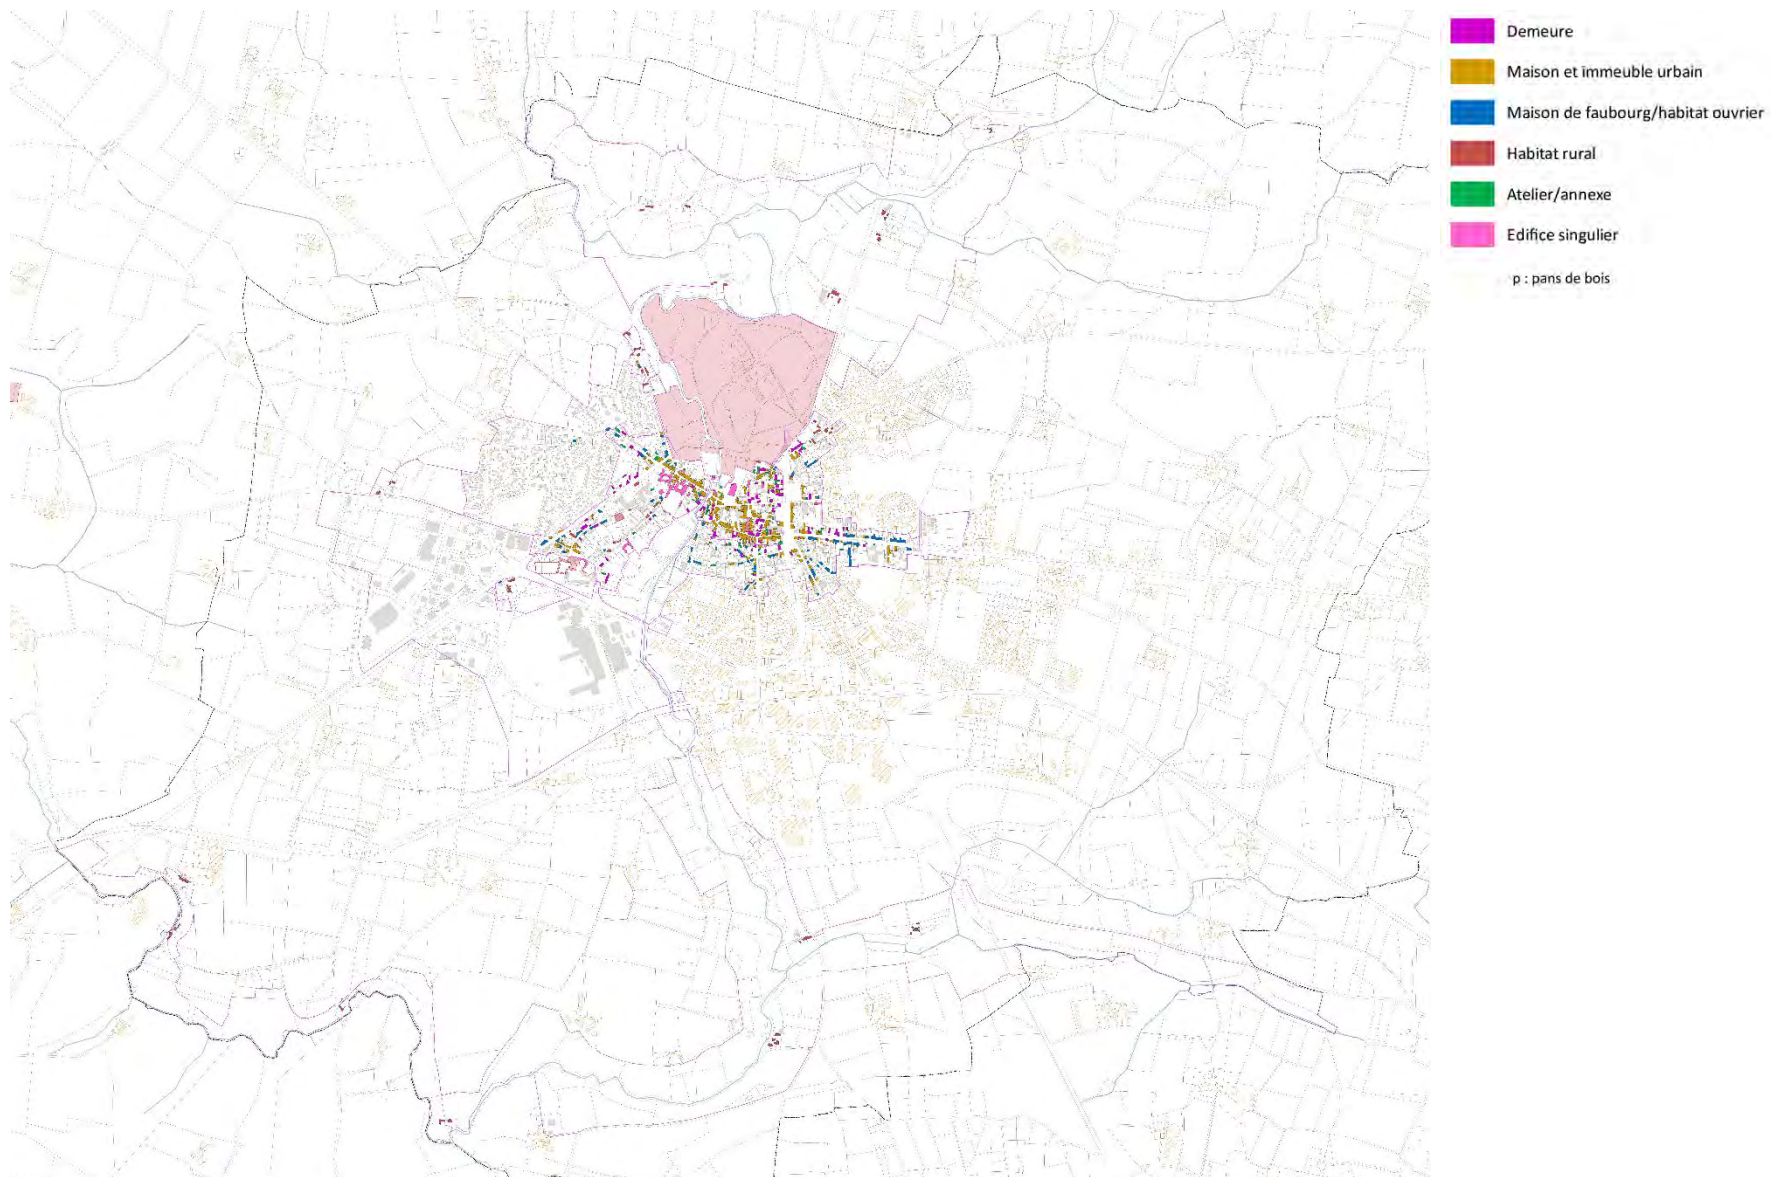 Demeure
Maison et immeuble urbain
Maison de faubourg/habitat ouvrier
Habitat rural
Atelier/annexe
Edifice singulier
p : pans de bois